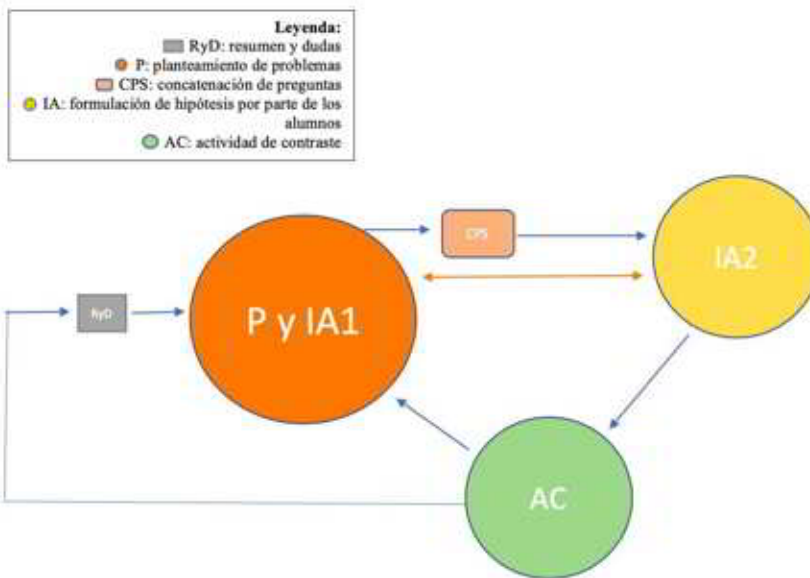 Leyenda:
RyD: resumen y dudas
P: planteamiento de problemas
CPS: concatenación de preguntas
IA: formulación de hipótesis por parte de los
alumnos
AC: actividad de contraste
CPS
IA2
RyD
P y IA1
AC